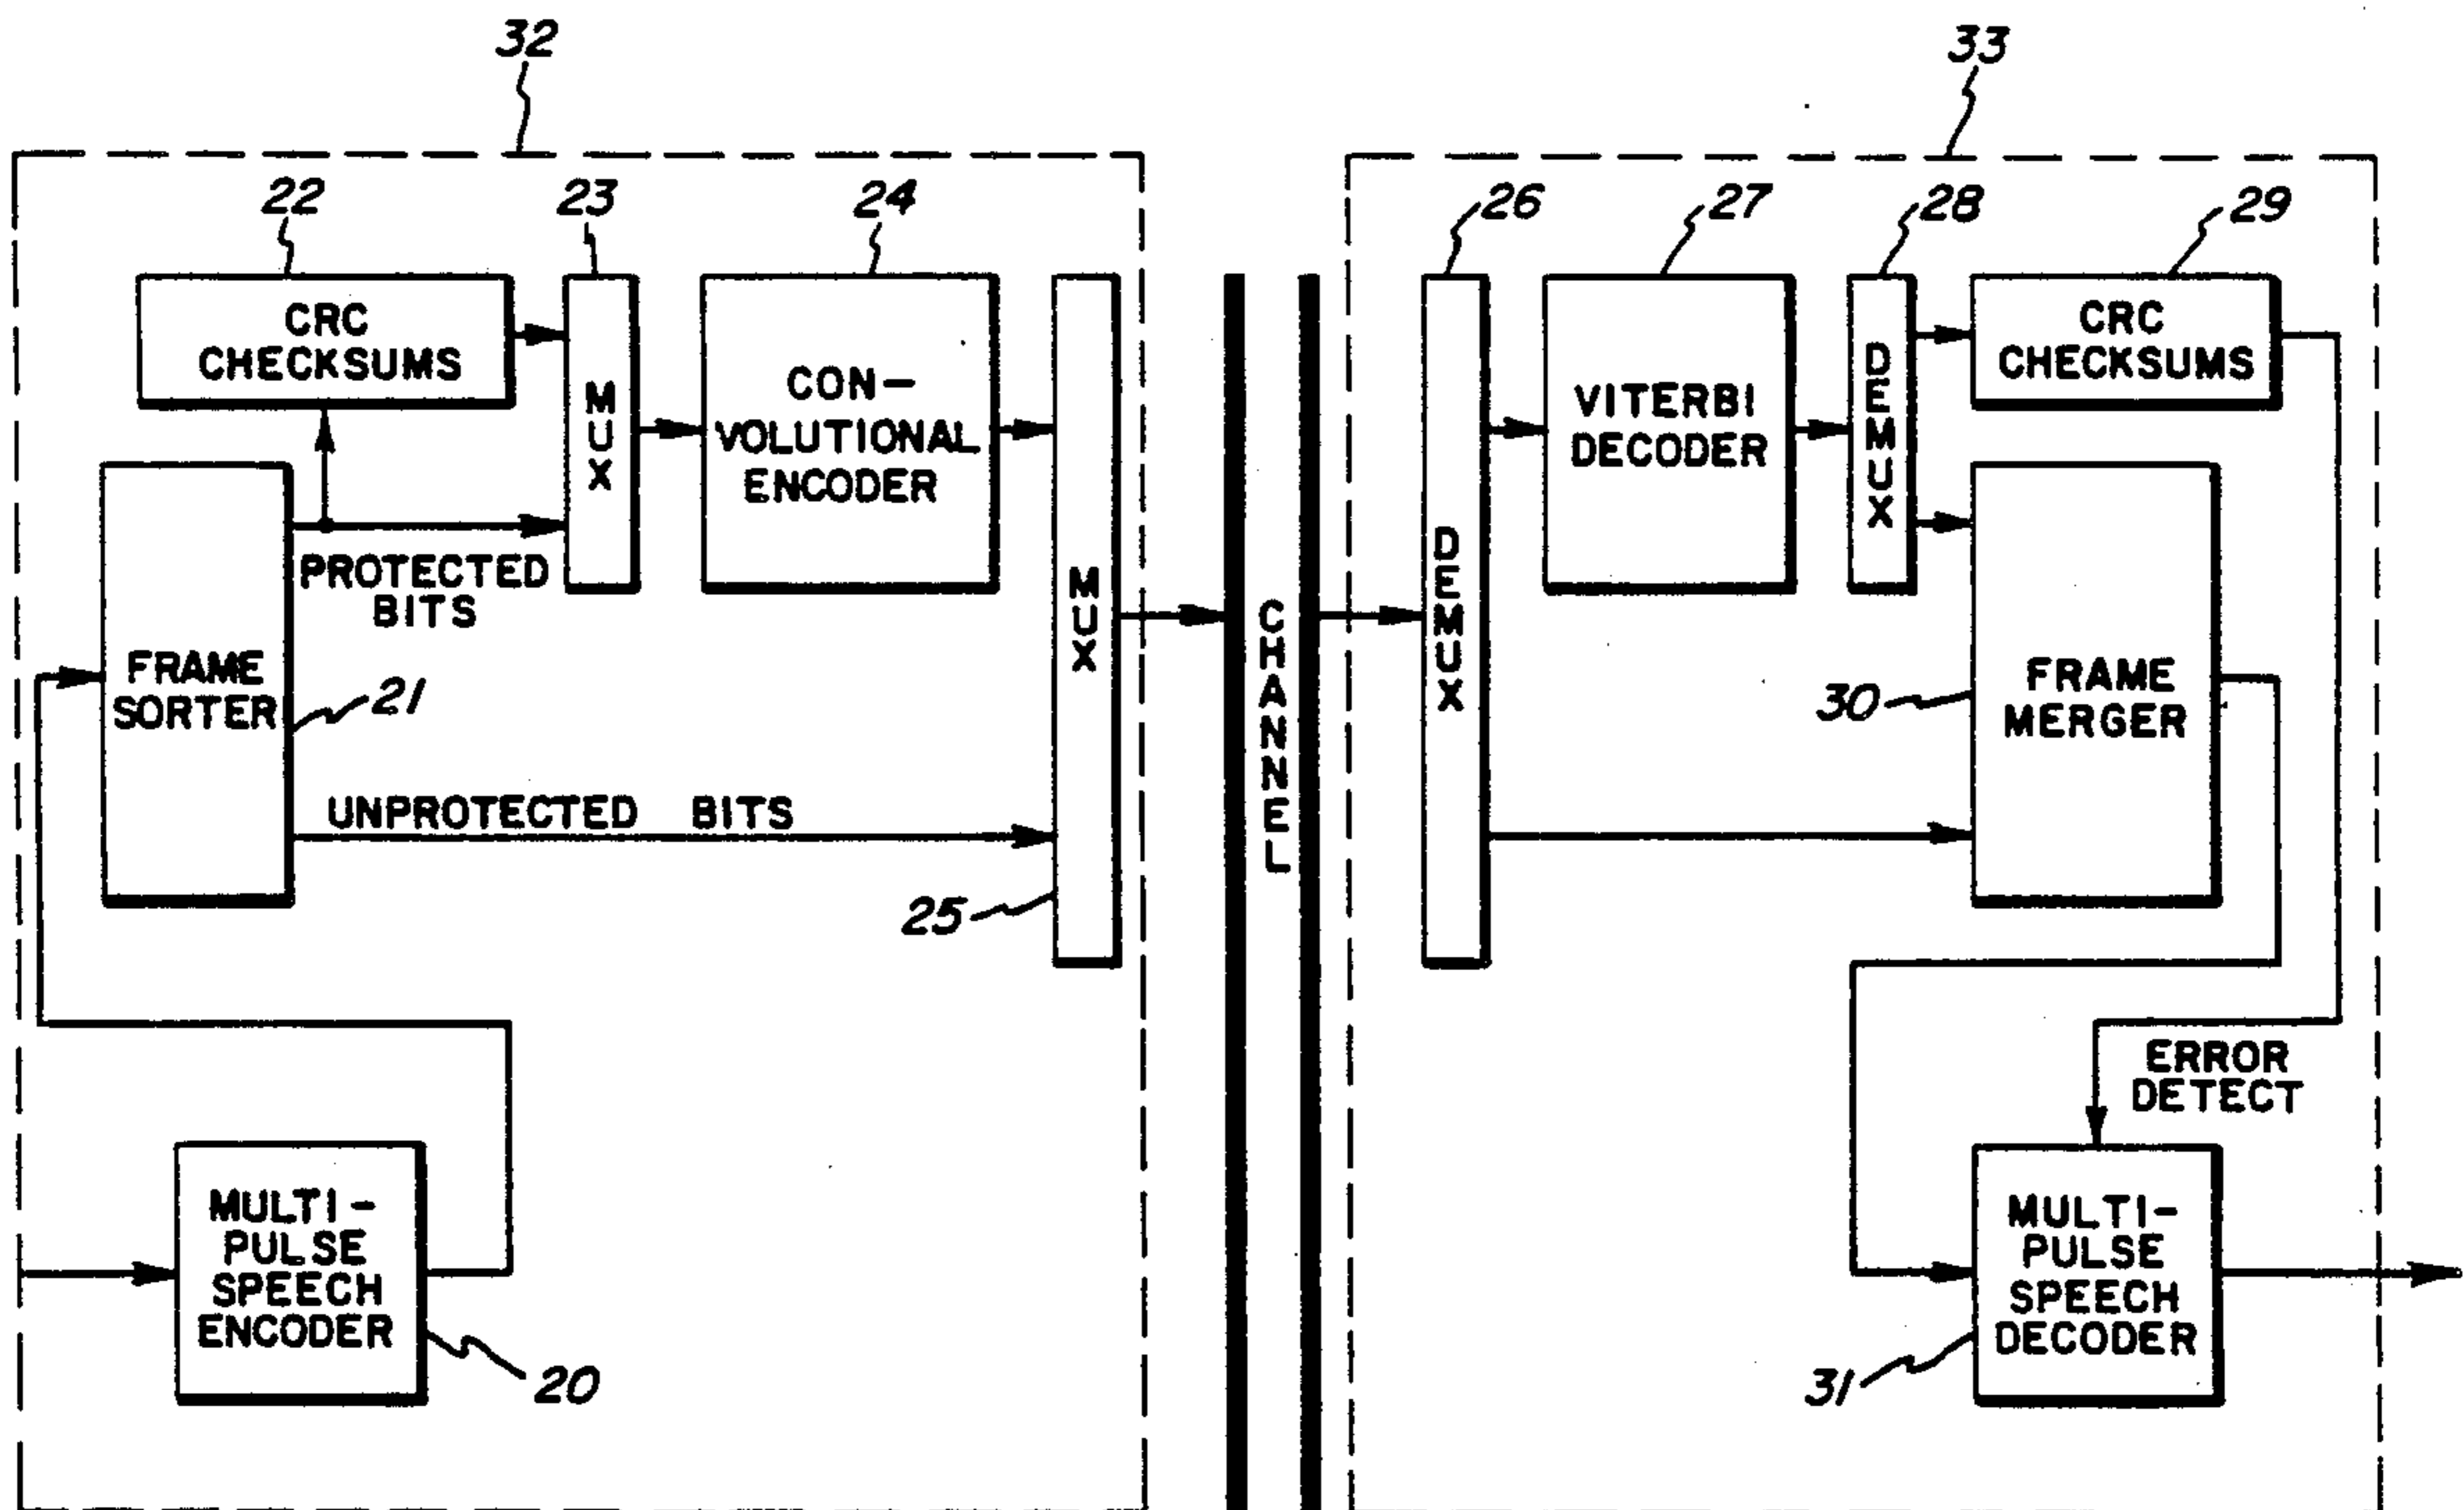 32
33
22
23
24
26
27
28
29
CRC
CHECKSUMS
MUX
CON-
VOLUTIONAL
ENCODER
MUX
CHANNEL
DEMUX
VITERBI
DECODER
DEMUX
CRC
CHECKSUMS
PROTECTED
BITS
FRAME
SORTER
21
UNPROTECTED BITS
25
30
FRAME
MERGER
ERROR
DETECT
MULTI-
PULSE
SPEECH
ENCODER
20
MULTI-
PULSE
SPEECH
DECODER
31